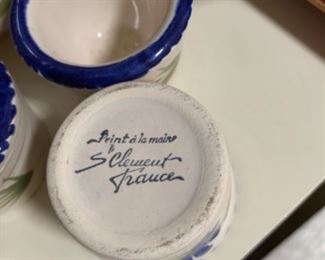 Peint à la main
St Clement
France